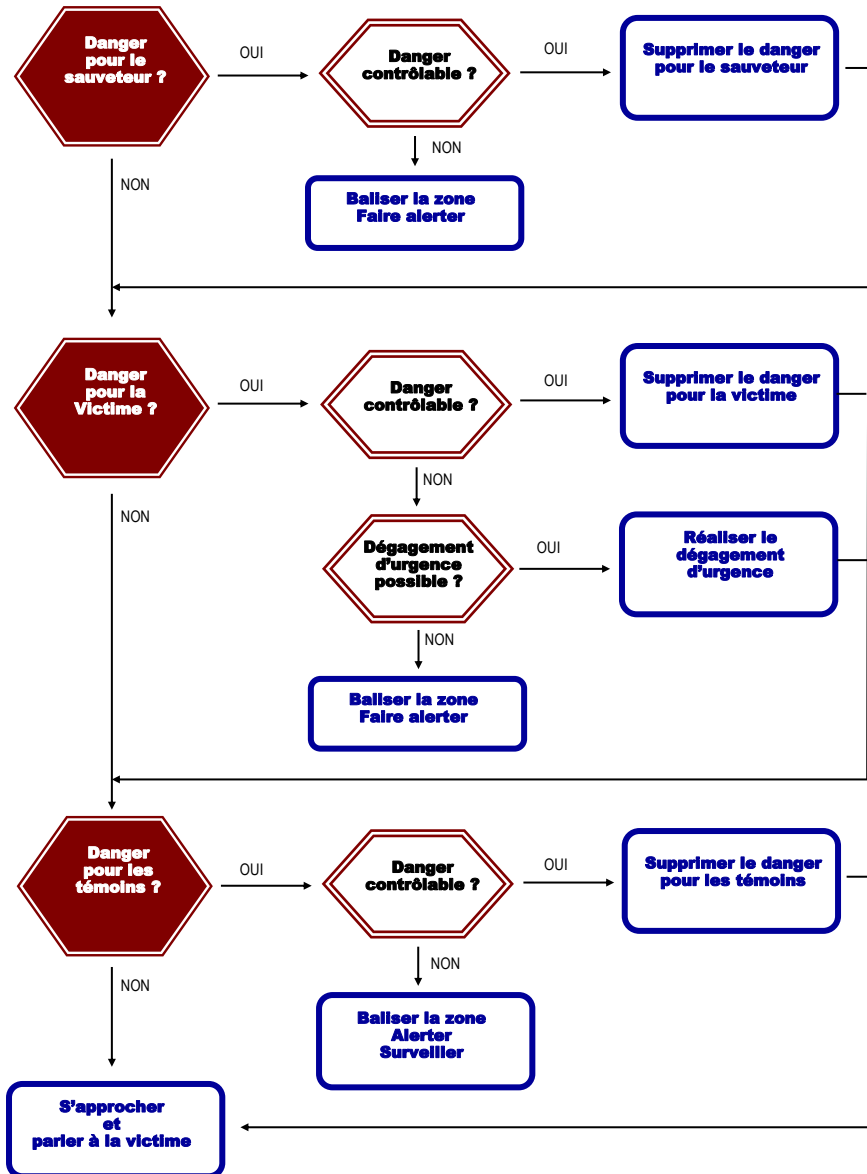 Danger
pour le
sauveteur ?
OUI
Danger
contrôlable ?
OUI
Supprimer le danger
pour le sauveteur
NON
NON
Baliser la zone
Faire alerter
Danger
pour la
Victime ?
OUI
Danger
contrôlable ?
OUI
Supprimer le danger
pour la victime
NON
NON
Dégagement
d'urgence
possible ?
OUI
Réaliser le
dégagement
d'urgence
NON
Baliser la zone
Faire alerter
Danger
pour les
témoins ?
OUI
Danger
contrôlable ?
OUI
Supprimer le danger
pour les témoins
NON
NON
Baliser la zone
Alerter
Surveiller
S'approcher
et
parler à la victime